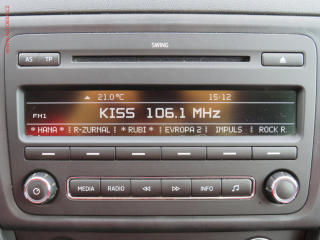 SWING
AS TP
21.0°C 15:12
FM1 KISS 106.1 MHz
*HANA* R-ZURNAL *RUBI* EVROPA 2 IMPULS ROCK R.
MEDIA RADIO INFO